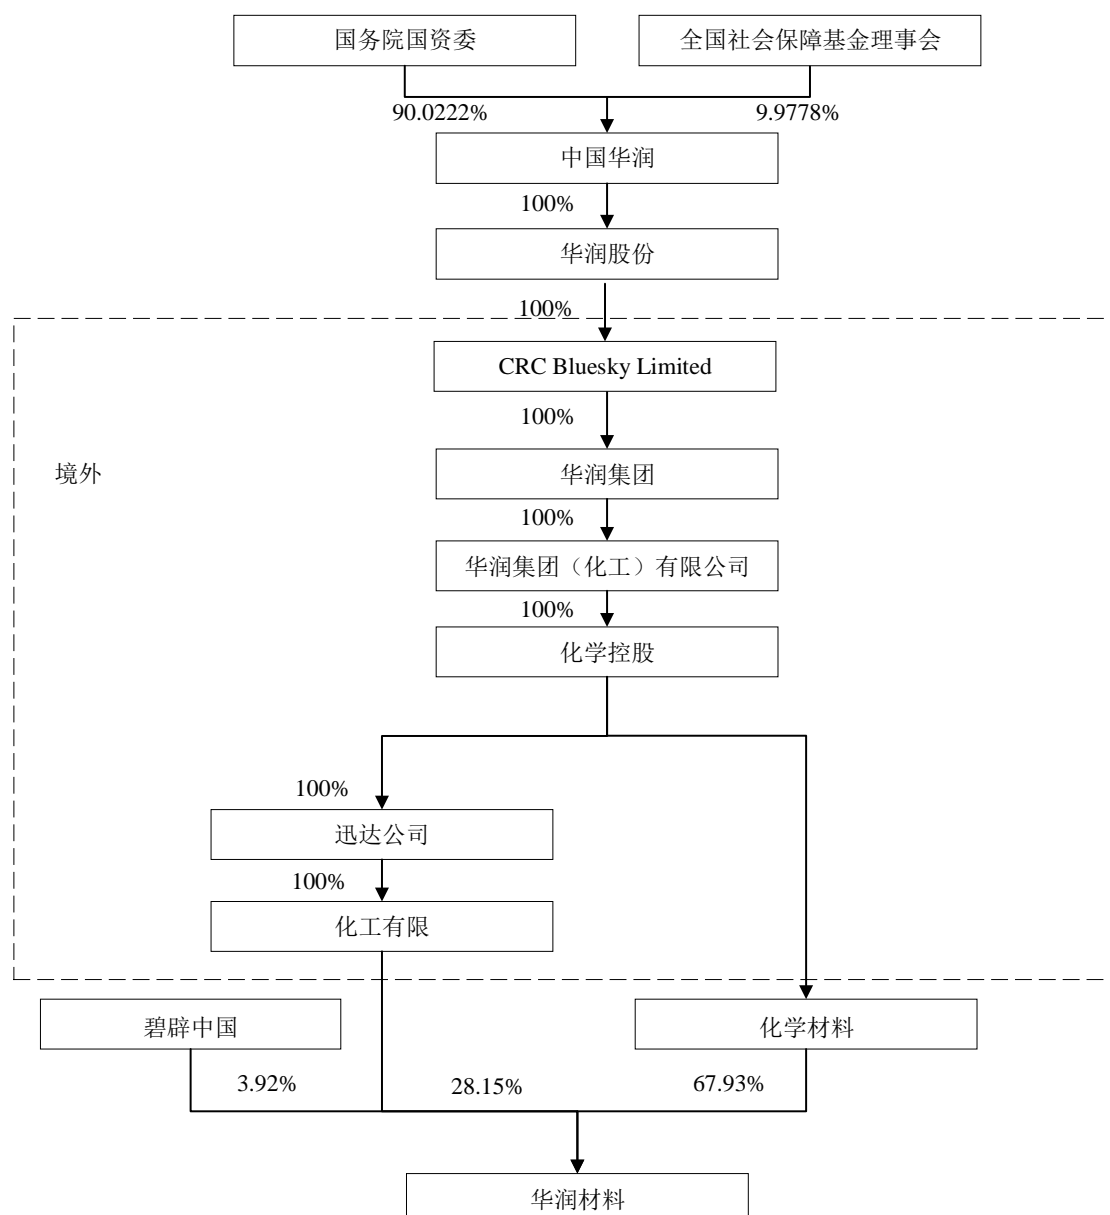 国务院国资委
全国社会保障基金理事会
90.0222%
9.9778%
中国华润
100%
华润股份
100%
CRC Bluesky Limited
100%
境外
华润集团
100%
华润集团（化工）有限公司
100%
化学控股
100%
迅达公司
100%
化工有限
碧辟中国
化学材料
3.92%
28.15%
67.93%
华润材料